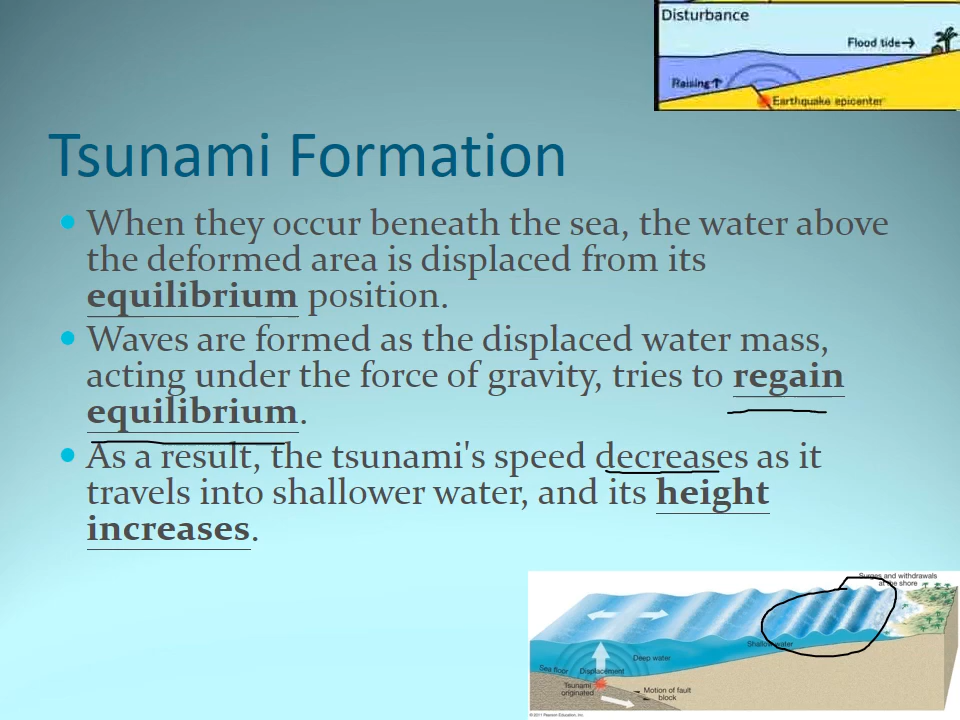 Disturbance
Flood tide→
Raising↑
Earthquake epicenter
Tsunami Formation
• When they occur beneath the sea, the water above
the deformed area is displaced from its
equilibrium position.
• Waves are formed as the displaced water mass,
acting under the force of gravity, tries to regain
equilibrium.
• As a result, the tsunami's speed decreases as it
travels into shallower water, and its height
increases.
Surges and withdrawals
at the shore
Shallow water
Deep water
Sea floor
Displacement
Tsunami
originated
Motion of fault
block
© 2011 Pearson Education, Inc.